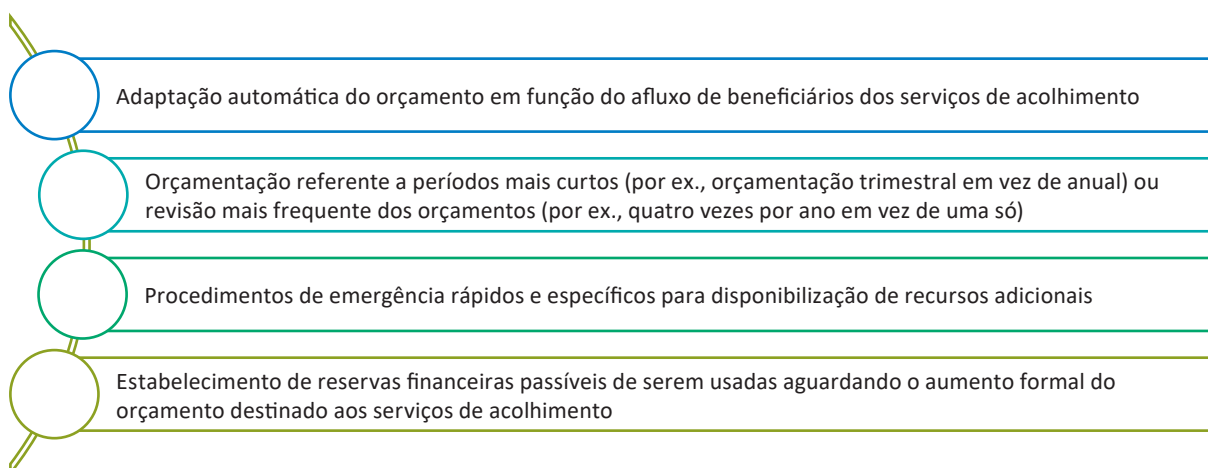 Adaptação automática do orçamento em função do afluxo de beneficiários dos serviços de acolhimento
Orçamentação referente a períodos mais curtos (por ex., orçamentação trimestral em vez de anual) ou
revisão mais frequente dos orçamentos (por ex., quatro vezes por ano em vez de uma só)
Procedimentos de emergência rápidos e específicos para disponibilização de recursos adicionais
Estabelecimento de reservas financeiras passíveis de serem usadas aguardando o aumento formal do
orçamento destinado aos serviços de acolhimento